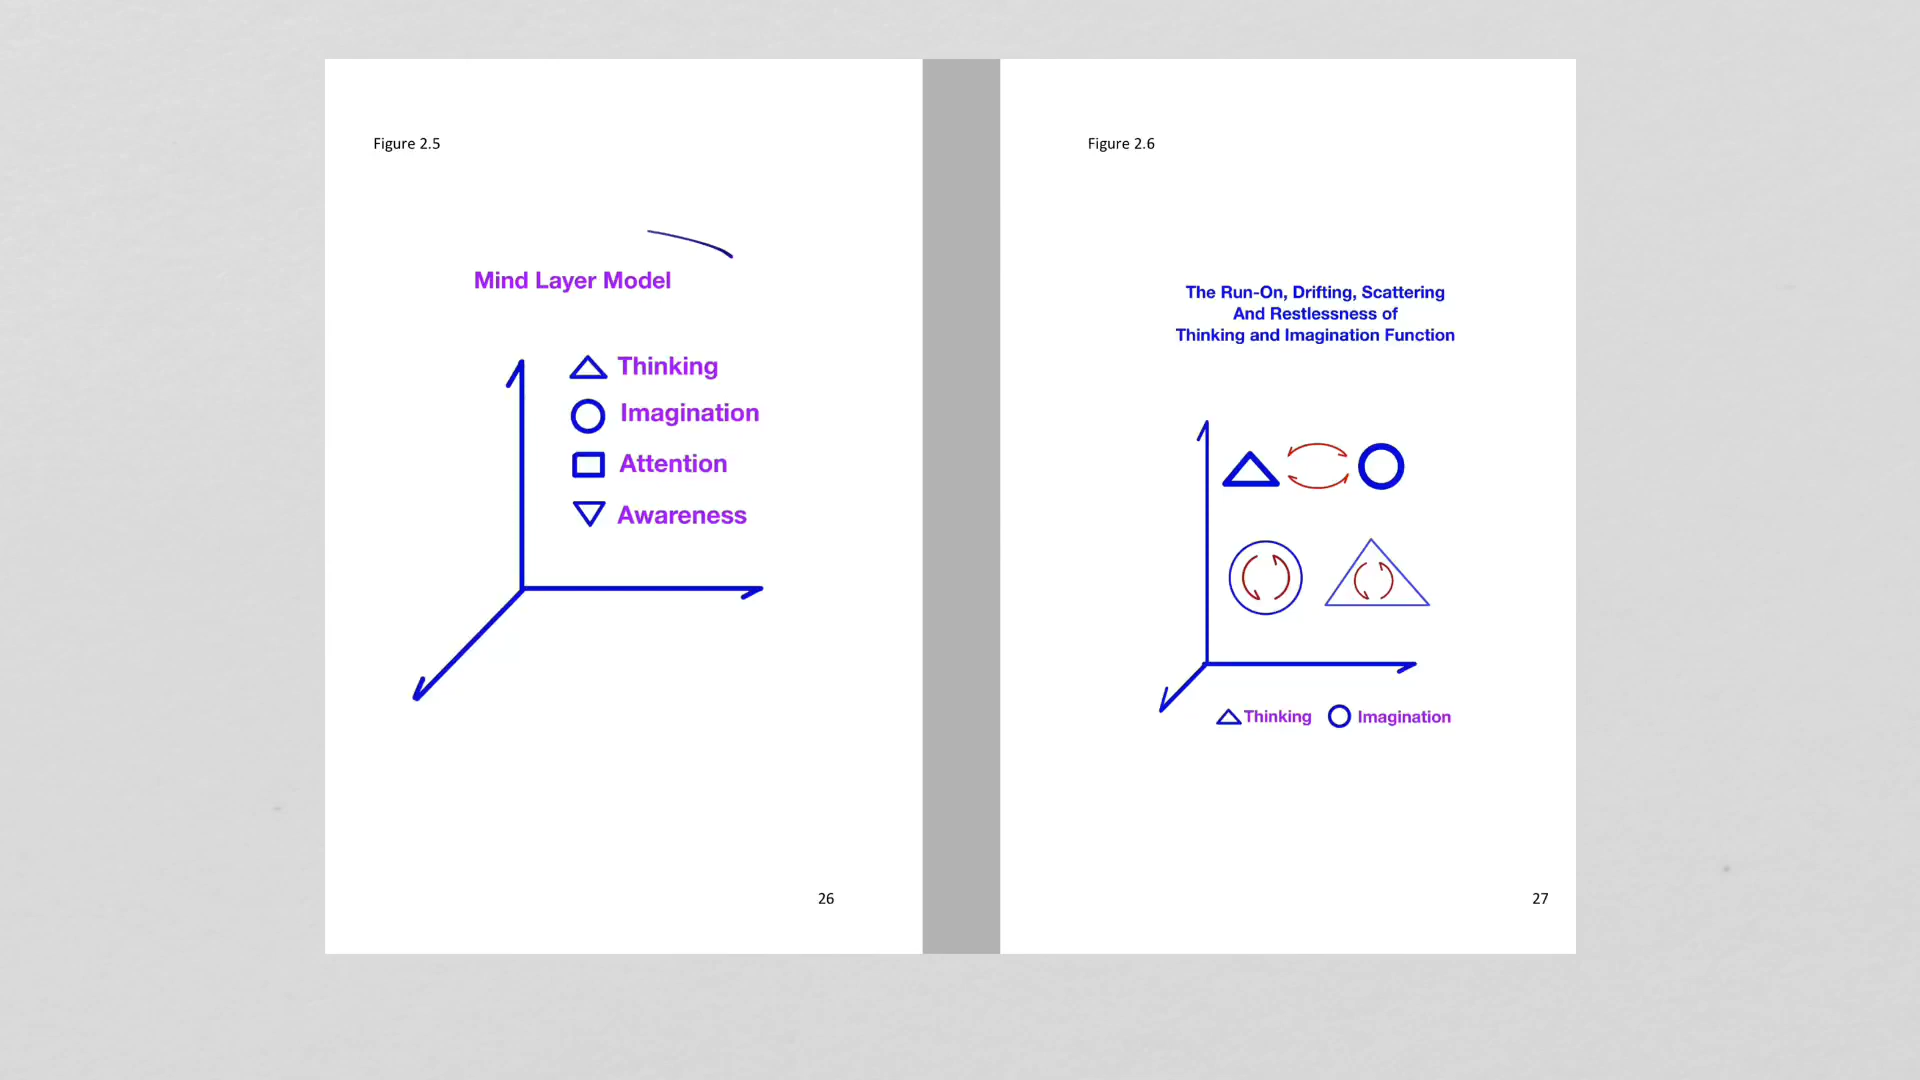 Figure 2.5
Mind Layer Model
Thinking
Imagination
Attention
Awareness
26
Figure 2.6
The Run-On, Drifting, Scattering
And Restlessness of
Thinking and Imagination Function
Thinking Imagination
27